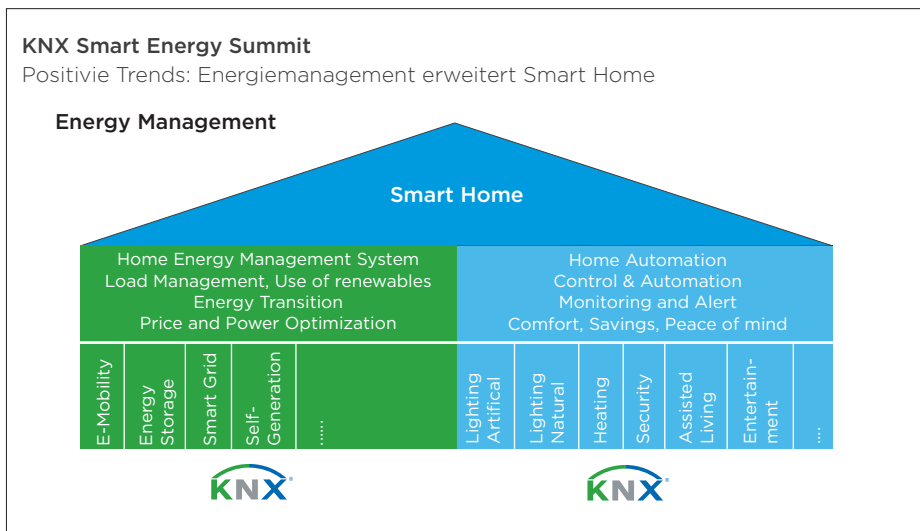 KNX Smart Energy Summit
Positivie Trends: Energiemanagement erweitert Smart Home
Energy Management
Smart Home
Home Energy Management System
Load Management, Use of renewables
Energy Transition
Price and Power Optimization
Home Automation
Control & Automation
Monitoring and Alert
Comfort, Savings, Peace of mind
E-Mobility
Energy
Storage
Smart Grid
Self-
Generation
......
Lighting
Artifical
Lighting
Natural
Heating
Security
Assisted
Living
Entertain-
ment
....
KNX®
KNX®